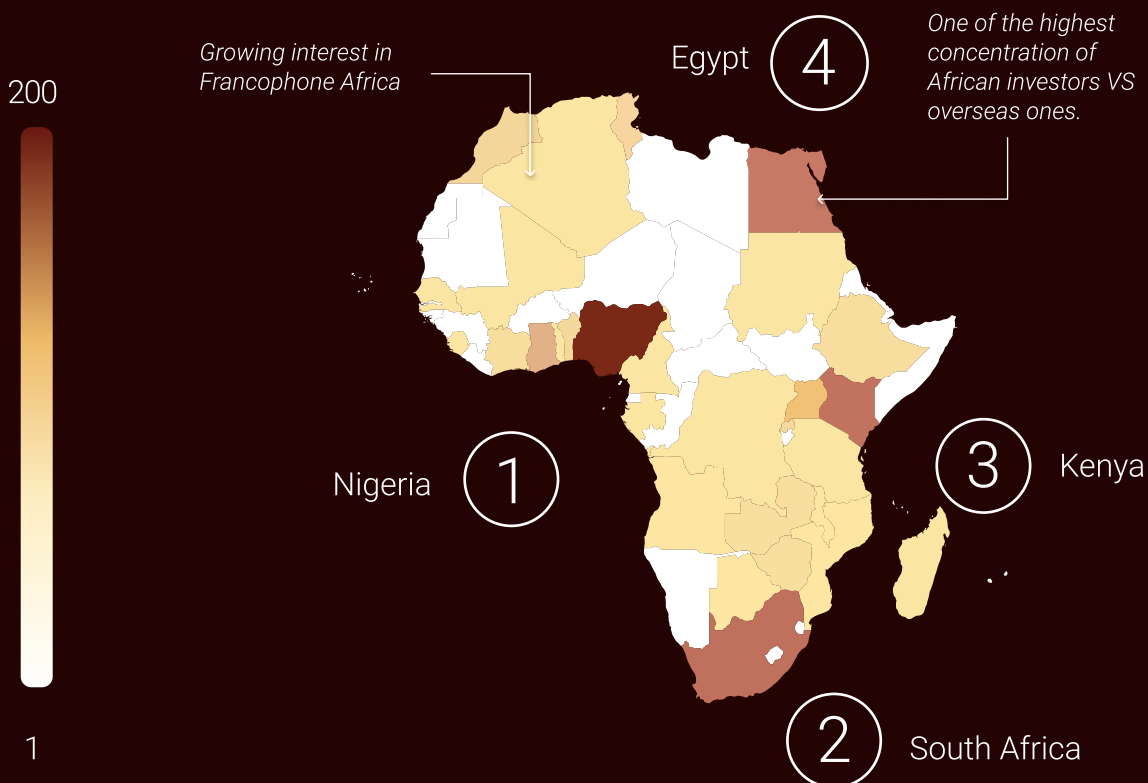 200
1
Growing interest in
Francophone Africa
Egypt
4
One of the highest
concentration of
African investors VS
overseas ones.
Nigeria
1
3
Kenya
2
South Africa